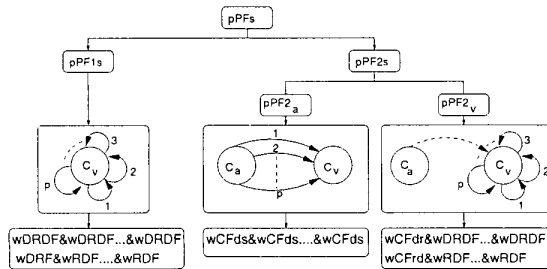 pPFs
pPF1s
pPF2s
pPF2a
pPF2v
3
Cv
2
p
1
1
2
Ca
Cv
p
3
Ca
Cv
2
p
1
wDRDF&wDRDF...&wDRDF
wDRF&wRDF....&wRDF
wCFds&wCFds....&wCFds
wCFdr&wDRDF...&wDRDF
wCFrd&wRDF...&wRDF